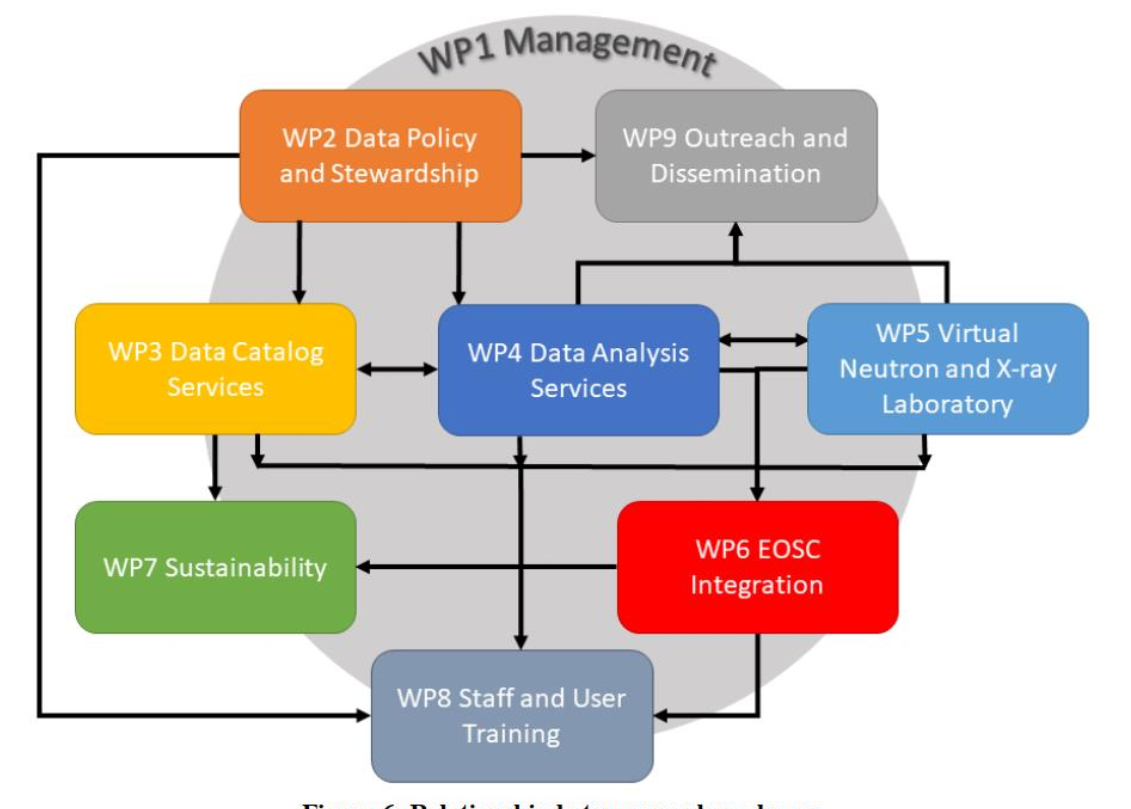 WP1 Management
WP2 Data Policy
and Stewardship
WP9 Outreach and
Dissemination
WP3 Data Catalog
Services
WP4 Data Analysis
Services
WP5 Virtual
Neutron and X-ray
Laboratory
WP7 Sustainability
WP6 EOSC
Integration
WP8 Staff and User
Training